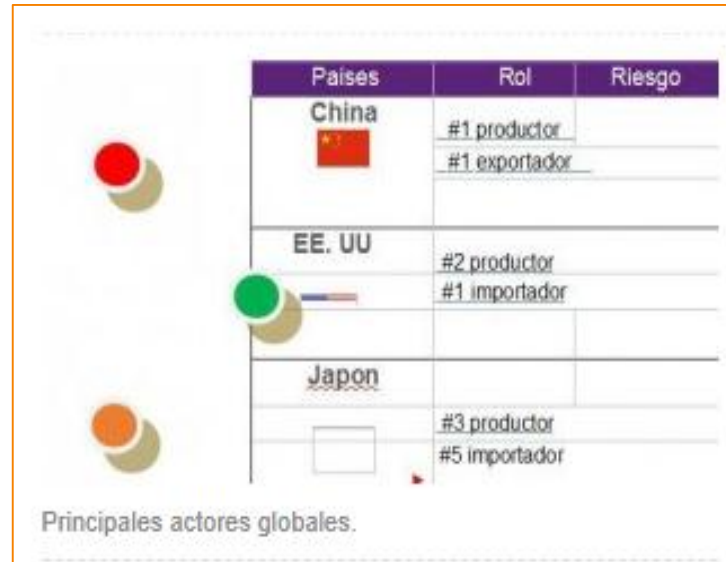 Paises Rol Riesgo
China
#1 productor
#1 exportador
EE. UU
#2 productor
#1 importador
Japon
#3 productor
#5 importador
Principales actores globales.